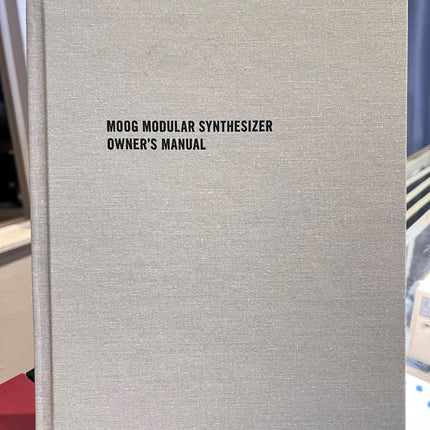 MOOG MODULAR SYNTHESIZER
OWNER'S MANUAL